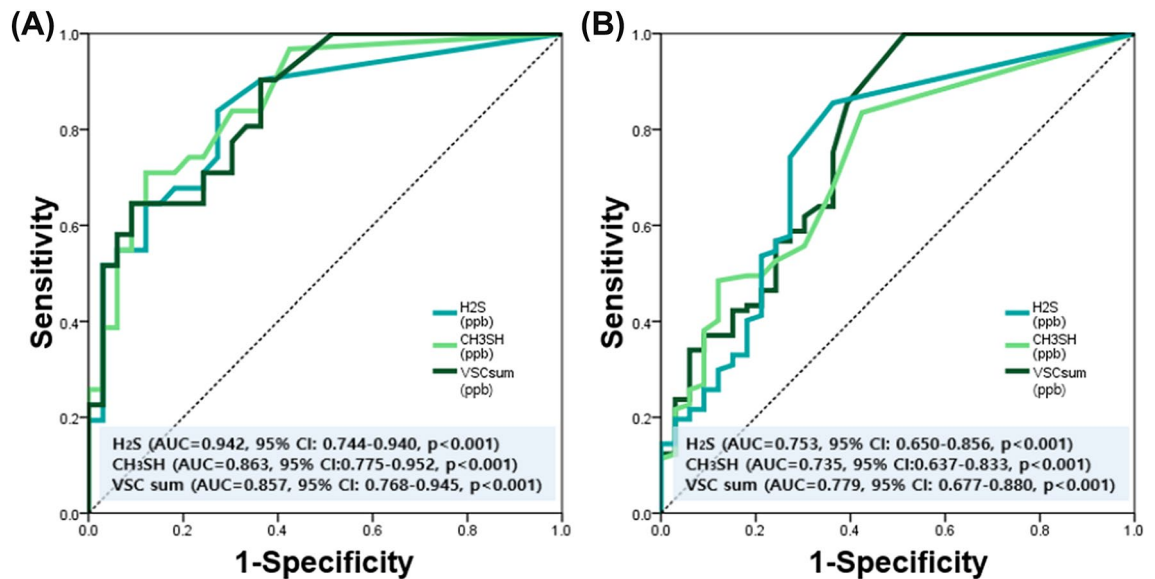 (A)
1.0
0.8
0.6
0.4
0.2
0.0
Sensitivity
H2S
(ppb)
CH3SH
(ppb)
VSCsum
(ppb)
H2S (AUC=0.942, 95% CI: 0.744-0.940, p<0.001)
CH3SH (AUC=0.863, 95% CI:0.775-0.952, p<0.001)
VSC sum (AUC=0.857, 95% CI: 0.768-0.945, p<0.001)
0.0 0.2 0.4 0.6 0.8 1.0
1-Specificity
(B)
1.0
0.8
0.6
0.4
0.2
0.0
Sensitivity
H2S
(ppb)
CH3SH
(ppb)
VSCsum
(ppb)
H2S (AUC=0.753, 95% CI: 0.650-0.856, p<0.001)
CH3SH (AUC=0.735, 95% CI:0.637-0.833, p<0.001)
VSC sum (AUC=0.779, 95% CI: 0.677-0.880, p<0.001)
0.0 0.2 0.4 0.6 0.8 1.0
1-Specificity